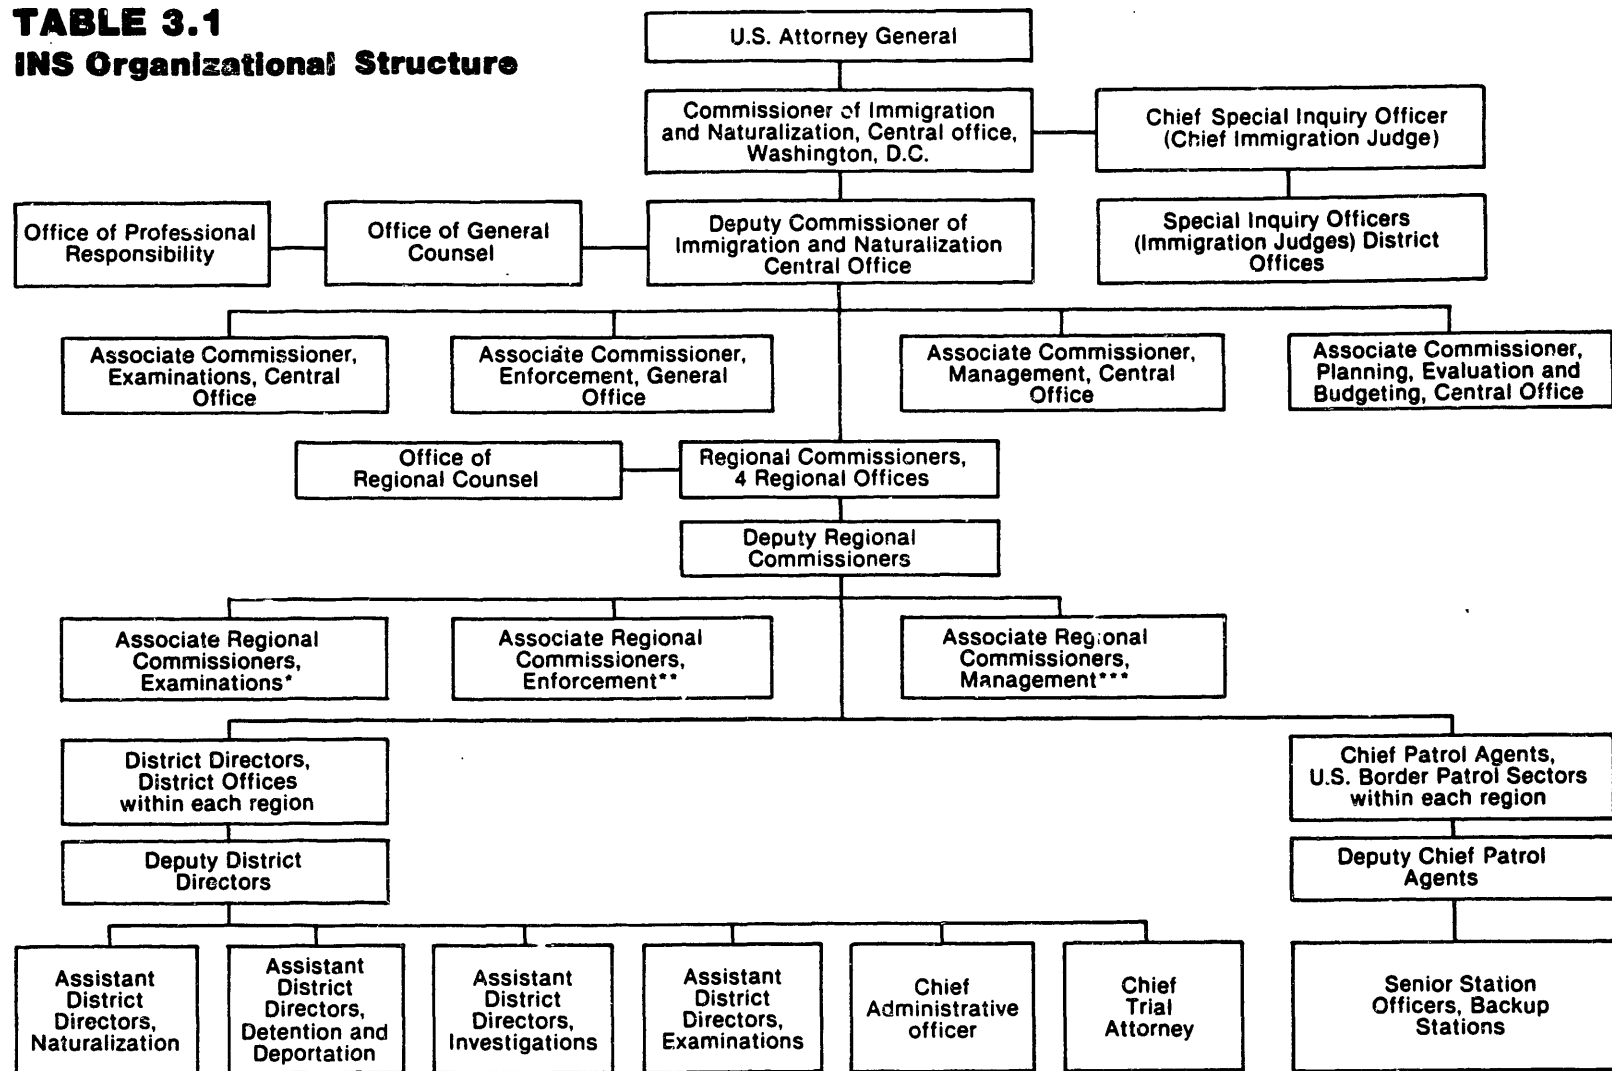 TABLE 3.1
INS Organizational Structure
U.S. Attorney General
Commissioner of Immigration
and Naturalization, Central office,
Washington, D.C.
Chief Special Inquiry Officer
(Chief Immigration Judge)
Office of Professional
Responsibility
Office of General
Counsel
Deputy Commissioner of
Immigration and Naturalization
Central Office
Special Inquiry Officers
(Immigration Judges) District
Offices
Associate Commissioner,
Examinations, Central
Office
Associate Commissioner,
Enforcement, General
Office
Associate Commissioner,
Management, Central
Office
Associate Commissioner,
Planning, Evaluation and
Budgeting, Central Office
Office of
Regional Counsel
Regional Commissioners,
4 Regional Offices
Deputy Regional
Commissioners
Associate Regional
Commissioners,
Examinations*
Associate Regional
Commissioners,
Enforcement**
Associate Regional
Commissioners,
Management***
District Directors,
District Offices
within each region
Chief Patrol Agents,
U.S. Border Patrol Sectors
within each region
Deputy District
Directors
Deputy Chief Patrol
Agents
Assistant
District
Directors,
Naturalization
Assistant
District
Directors,
Detention and
Deportation
Assistant
District
Directors,
Investigations
Assistant
District
Directors,
Examinations
Chief
Administrative
officer
Chief
Trial
Attorney
Senior Station
Officers, Backup
Stations